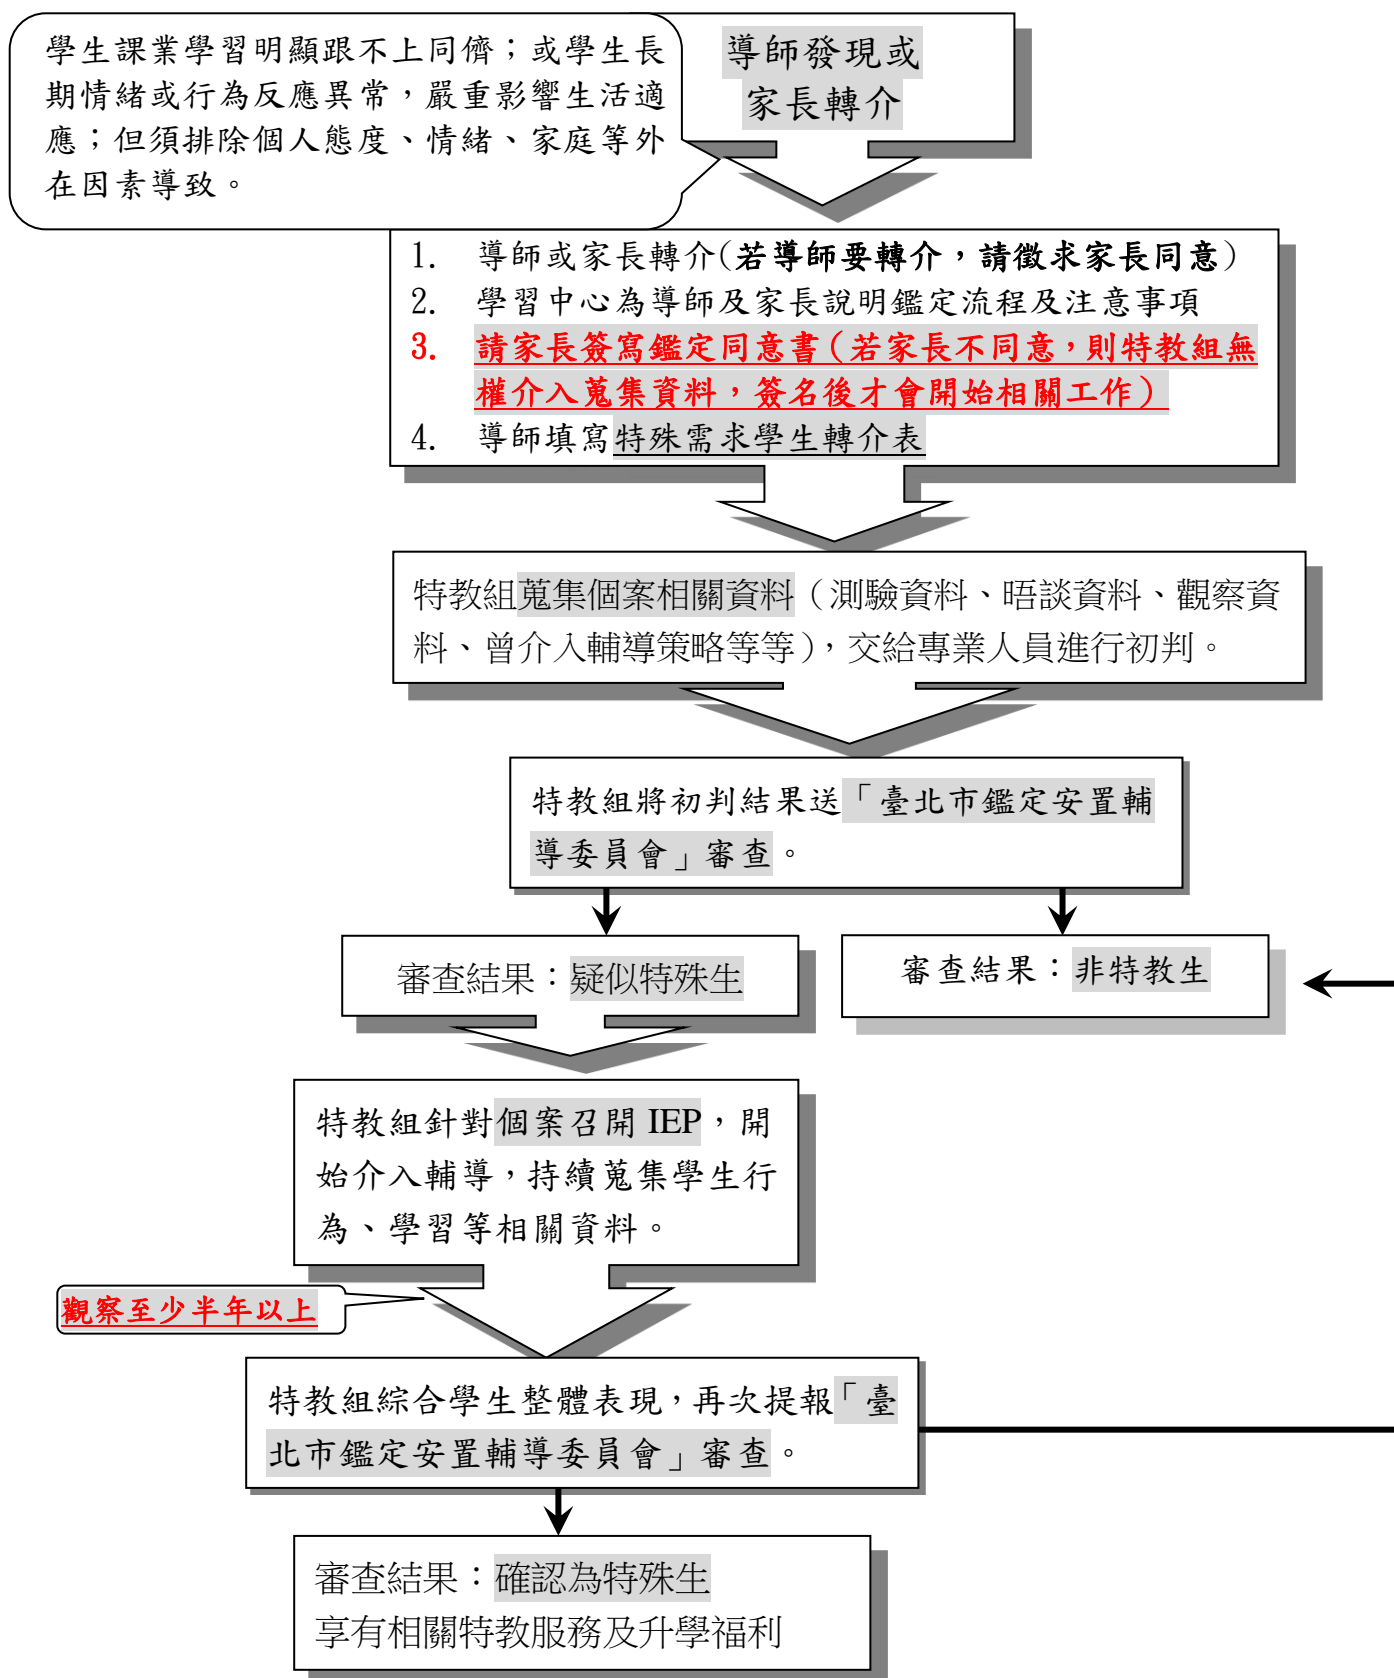 學生課業學習明顯跟不上同儕；或學生長
期情緒或行為反應異常，嚴重影響生活適
應；但須排除個人態度、情緒、家庭等外
在因素導致。
導師發現或
家長轉介
1. 導師或家長轉介(若導師要轉介，請徵求家長同意)
2. 學習中心為導師及家長說明鑑定流程及注意事項
3. 請家長簽寫鑑定同意書（若家長不同意，則特教組無
權介入蒐集資料，簽名後才會開始相關工作）
4. 導師填寫特殊需求學生轉介表
特教組蒐集個案相關資料（測驗資料、晤談資料、觀察資
料、曾介入輔導策略等等），交給專業人員進行初判。
特教組將初判結果送「臺北市鑑定安置輔
導委員會」審查。
審查結果：疑似特殊生
審查結果：非特教生
特教組針對個案召開 IEP，開
始介入輔導，持續蒐集學生行
為、學習等相關資料。
觀察至少半年以上
特教組綜合學生整體表現，再次提報「臺
北市鑑定安置輔導委員會」審查。
審查結果：確認為特殊生
享有相關特教服務及升學福利